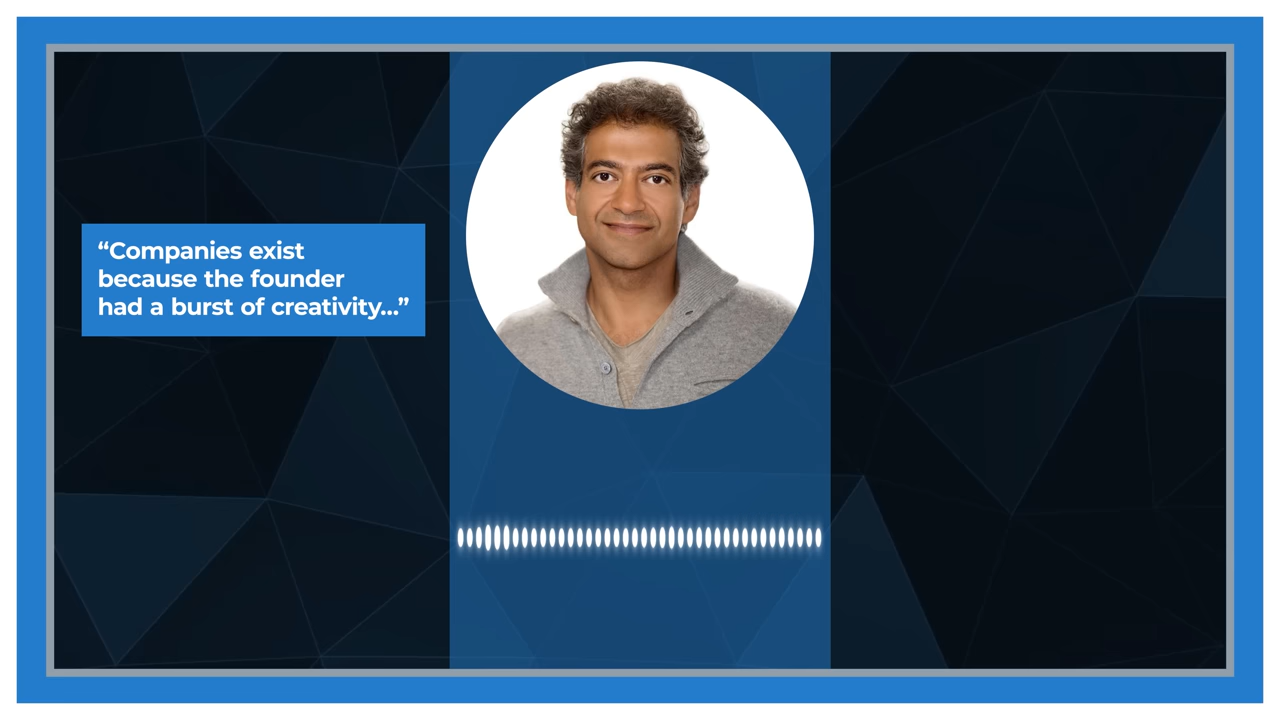 “Companies exist
because the founder
had a burst of creativity...”